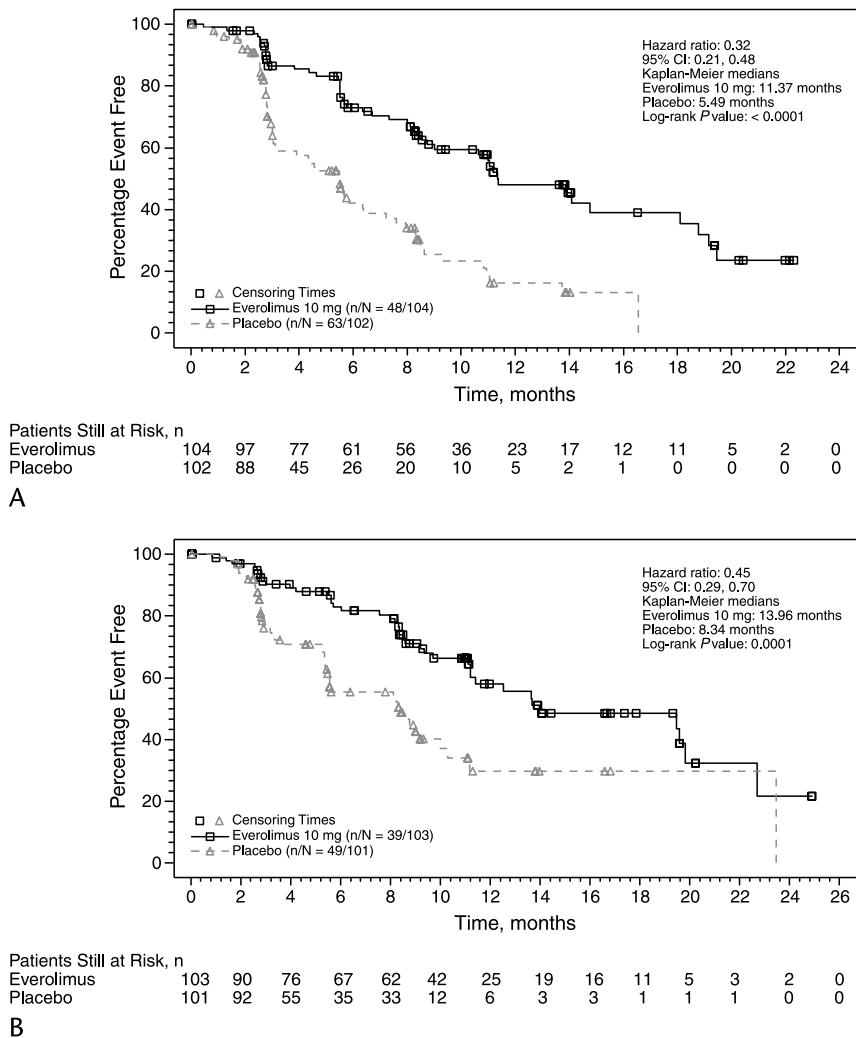 A
Percentage Event Free
100
80
60
40
20
0
Hazard ratio: 0.32
95% CI: 0.21, 0.48
Kaplan-Meier medians
Everolimus 10 mg: 11.37 months
Placebo: 5.49 months
Log-rank P value: < 0.0001
Censoring Times
Everolimus 10 mg (n/N = 48/104)
Placebo (n/N = 63/102)
0 2 4 6 8 10 12 14 16 18 20 22 24
Time, months
Patients Still at Risk, n
Everolimus 104 97 77 61 56 36 23 17 12 11 5 2 0
Placebo 102 88 45 26 20 10 5 2 1 0 0 0 0
B
Percentage Event Free
100
80
60
40
20
0
Hazard ratio: 0.45
95% CI: 0.29, 0.70
Kaplan-Meier medians
Everolimus 10 mg: 13.96 months
Placebo: 8.34 months
Log-rank P value: 0.0001
Censoring Times
Everolimus 10 mg (n/N = 39/103)
Placebo (n/N = 49/101)
0 2 4 6 8 10 12 14 16 18 20 22 24 26
Time, months
Patients Still at Risk, n
Everolimus 103 90 76 67 62 42 25 19 16 11 5 3 2 0
Placebo 101 92 55 35 33 12 6 3 3 1 1 1 0 0